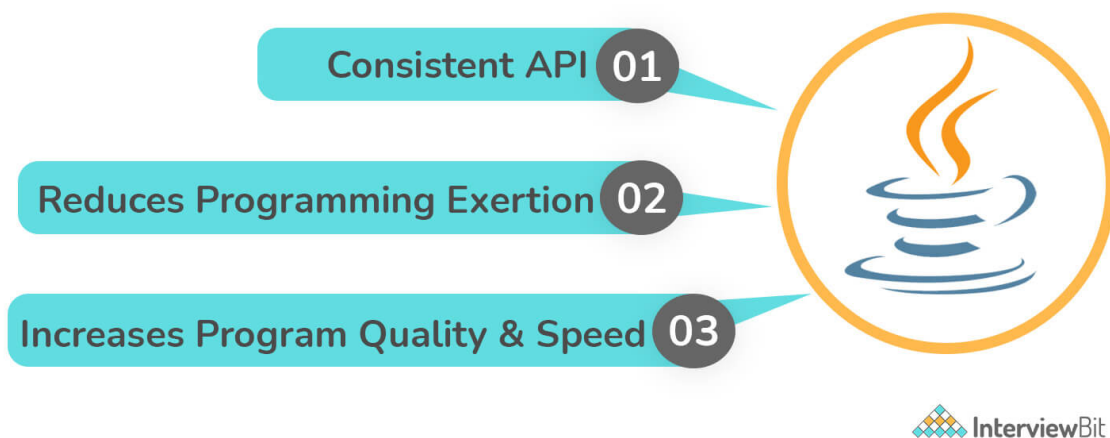 Consistent API 01
Reduces Programming Exertion 02
Increases Program Quality & Speed 03
InterviewBit